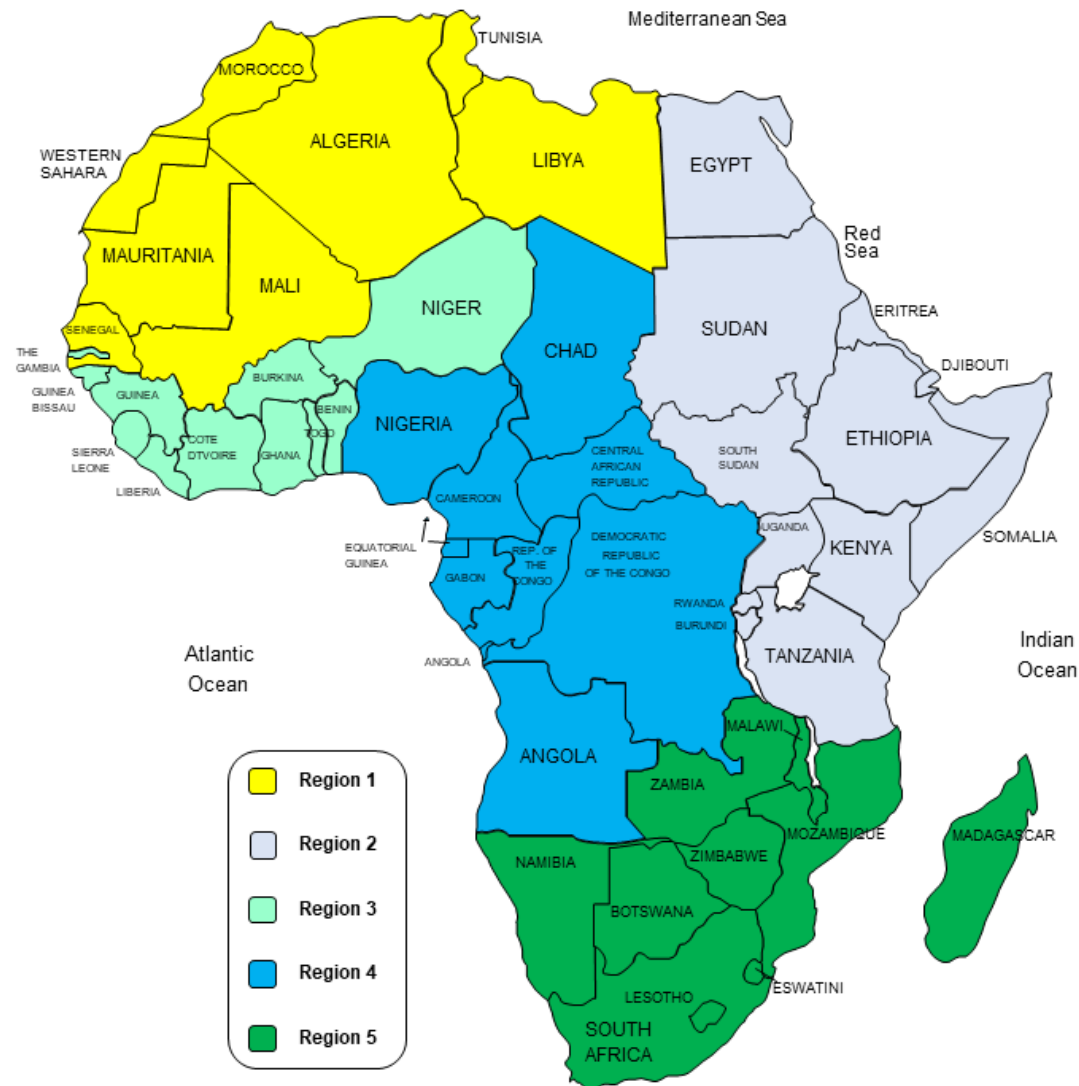 Mediterranean Sea
TUNISIA
MOROCCO
ALGERIA
WESTERN
SAHARA
LIBYA
EGYPT
MAURITANIA
MALI
Red
Sea
NIGER
SENEGAL
SUDAN
ERITREA
THE
GAMBIA
CHAD
DJIBOUTI
BURKINA
GUINEA
BISSAU
GUINEA
BENIN
NIGERIA
TOGO
COTE
DTVOIRE
GHANA
ETHIOPIA
SIERRA
LEONE
CENTRAL
AFRICAN
REPUBLIC
SOUTH
SUDAN
LIBERIA
CAMEROON
UGANDA
SOMALIA
KENYA
EQUATORIAL
GUINEA
REP. OF
THE
CONGO
DEMOCRATIC
REPUBLIC
OF THE CONGO
GABON
RWANDA
BURUNDI
Atlantic
Ocean
ANGOLA
TANZANIA
Indian
Ocean
MALAWI
ANGOLA
ZAMBIA
Region 1
MOZAMBIQUE
MADAGASCAR
Region 2
NAMIBIA
ZIMBABWE
Region 3
BOTSWANA
Region 4
LESOTHO
ESWATINI
Region 5
SOUTH
AFRICA